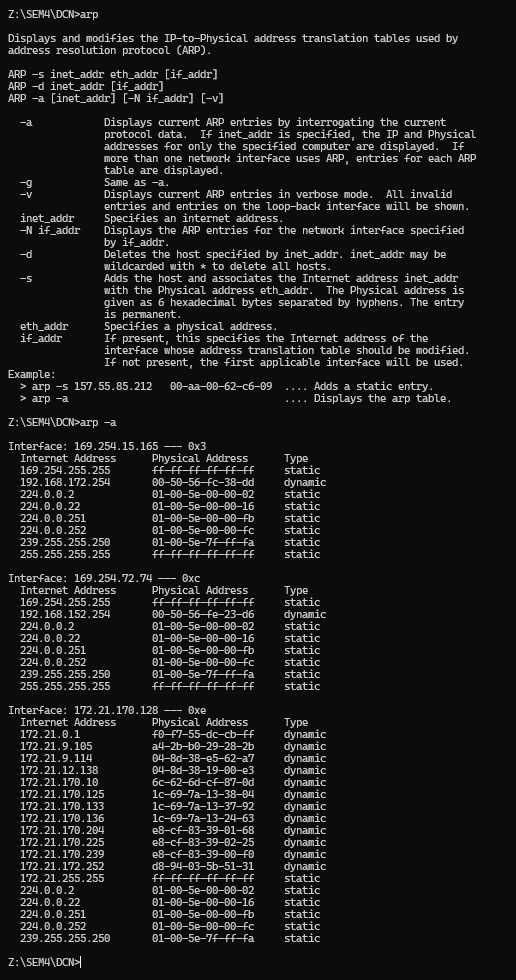 Z:\SEM4\DCN>arp
Displays and modifies the IP-to-Physical address translation tables used by
address resolution protocol (ARP).
ARP -s inet_addr eth_addr [if_addr]
ARP -d inet_addr [if_addr]
ARP -a [inet_addr] [-N if_addr] [-v]
-a            Displays current ARP entries by interrogating the current
protocol data.  If inet_addr is specified, the IP and Physical
addresses for only the specified computer are displayed.  If
more than one network interface uses ARP, entries for each ARP
table are displayed.
-g            Same as -a.
-v            Displays current ARP entries in verbose mode.  All invalid
entries and entries on the loop-back interface will be shown.
inet_addr     Specifies an internet address.
-N if_addr    Displays the ARP entries for the network interface specified
by if_addr.
-d            Deletes the host specified by inet_addr. inet_addr may be
wildcarded with * to delete all hosts.
-s            Adds the host and associates the Internet address inet_addr
with the Physical address eth_addr.  The Physical address is
given as 6 hexadecimal bytes separated by hyphens. The entry
is permanent.
eth_addr      Specifies a physical address.
if_addr       If present, this specifies the Internet address of the
interface whose address translation table should be modified.
If not present, the first applicable interface will be used.
Example:
> arp -s 157.55.85.212   00-aa-00-62-c6-09  .... Adds a static entry.
> arp -a                                    .... Displays the arp table.
Z:\SEM4\DCN>arp -a
Interface: 169.254.15.165 --- 0x3
Internet Address      Physical Address      Type
169.254.255.255       ff-ff-ff-ff-ff-ff     static
192.168.172.254       00-50-56-fc-38-dd     dynamic
224.0.0.2             01-00-5e-00-00-02     static
224.0.0.22            01-00-5e-00-00-16     static
224.0.0.251           01-00-5e-00-00-fb     static
224.0.0.252           01-00-5e-00-00-fc     static
239.255.255.250       01-00-5e-7f-ff-fa     static
255.255.255.255       ff-ff-ff-ff-ff-ff     static
Interface: 169.254.72.74 --- 0xc
Internet Address      Physical Address      Type
169.254.255.255       ff-ff-ff-ff-ff-ff     static
192.168.152.254       00-50-56-fe-23-d6     dynamic
224.0.0.2             01-00-5e-00-00-02     static
224.0.0.22            01-00-5e-00-00-16     static
224.0.0.251           01-00-5e-00-00-fb     static
224.0.0.252           01-00-5e-00-00-fc     static
239.255.255.250       01-00-5e-7f-ff-fa     static
255.255.255.255       ff-ff-ff-ff-ff-ff     static
Interface: 172.21.170.128 --- 0xe
Internet Address      Physical Address      Type
172.21.0.1            f0-f7-55-dc-cb-ff     dynamic
172.21.9.105          a4-2b-b0-29-28-2b     dynamic
172.21.9.114          04-8d-38-e5-62-a7     dynamic
172.21.12.138         04-8d-38-19-00-e3     dynamic
172.21.170.10         6c-62-6d-cf-87-0d     dynamic
172.21.170.125        1c-69-7a-13-38-04     dynamic
172.21.170.133        1c-69-7a-13-37-92     dynamic
172.21.170.136        1c-69-7a-13-24-63     dynamic
172.21.170.204        e8-cf-83-39-01-68     dynamic
172.21.170.225        e8-cf-83-39-02-25     dynamic
172.21.170.239        e8-cf-83-39-00-f0     dynamic
172.21.172.252        d8-94-03-5b-51-31     dynamic
172.21.255.255        ff-ff-ff-ff-ff-ff     static
224.0.0.2             01-00-5e-00-00-02     static
224.0.0.22            01-00-5e-00-00-16     static
224.0.0.251           01-00-5e-00-00-fb     static
224.0.0.252           01-00-5e-00-00-fc     static
239.255.255.250       01-00-5e-7f-ff-fa     static
Z:\SEM4\DCN>